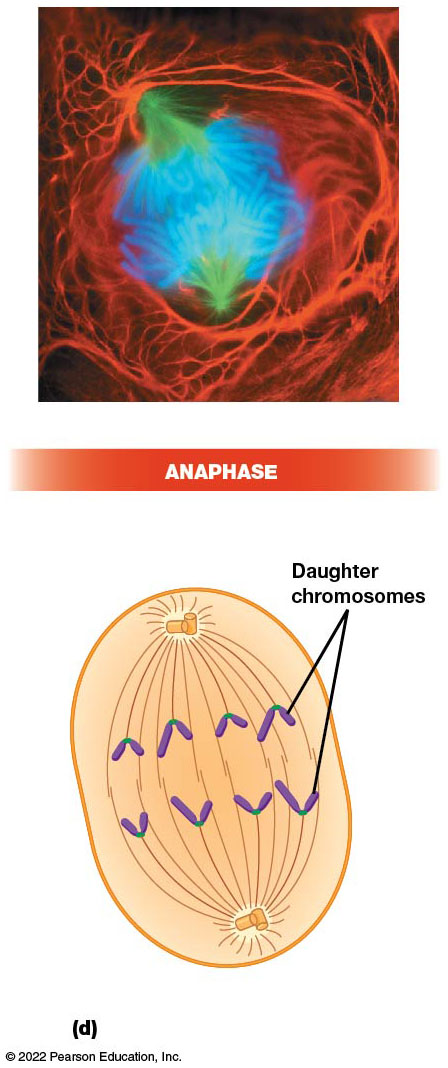 ANAPHASE
Daughter
chromosomes
(d)
© 2022 Pearson Education, Inc.